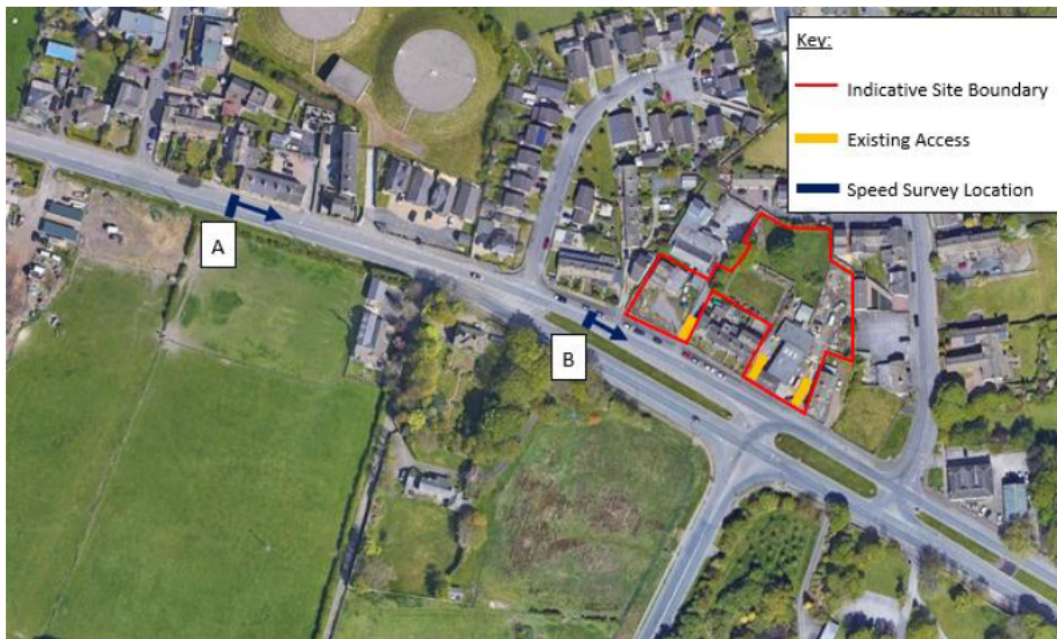 Key:
Indicative Site Boundary
Existing Access
Speed Survey Location
A
B